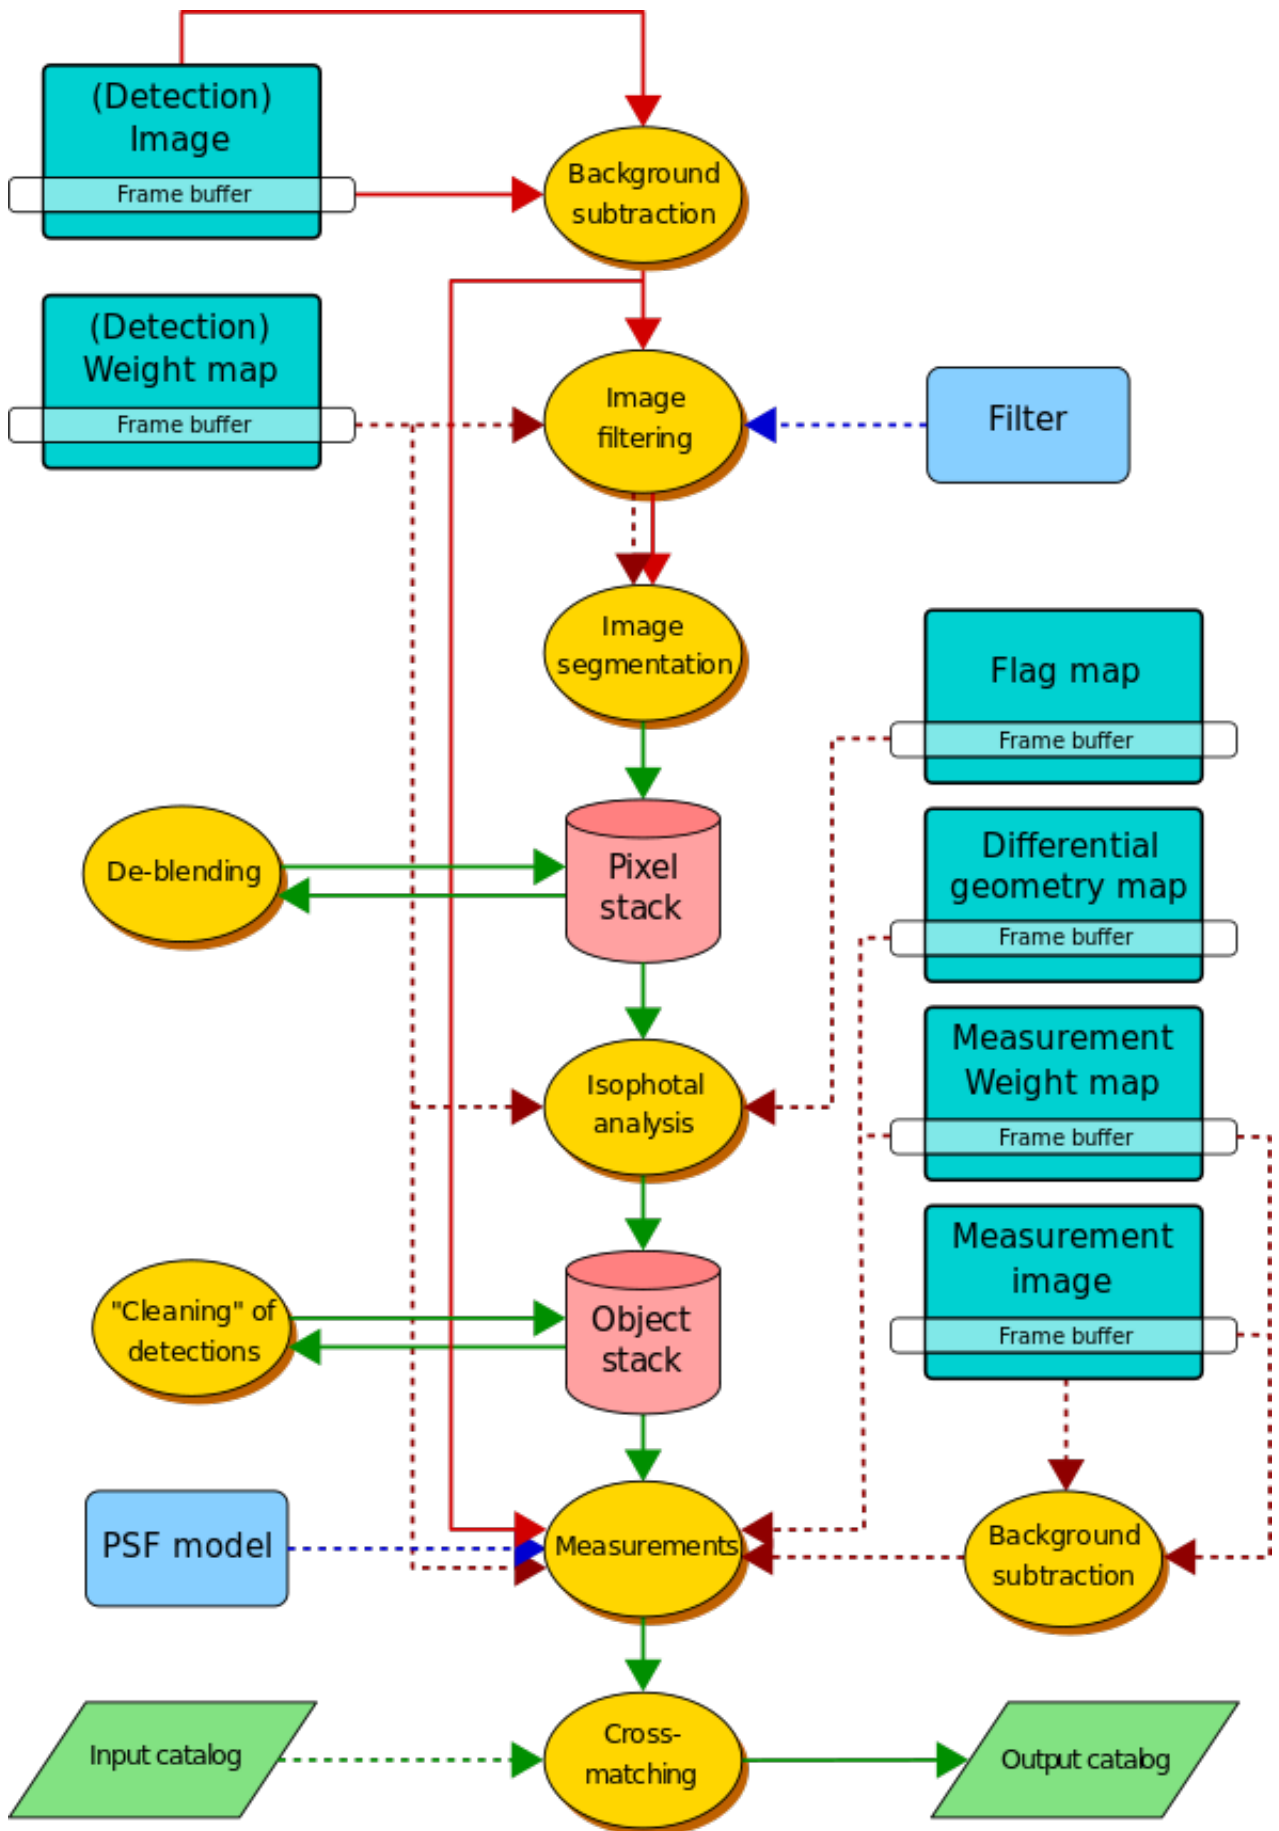 (Detection)
Image
Frame buffer
Background
subtraction
(Detection)
Weight map
Frame buffer
Image
filtering
Filter
Image
segmentation
Flag map
Frame buffer
De-blending
Pixel
stack
Differential
geometry map
Frame buffer
Isophotal
analysis
Measurement
Weight map
Frame buffer
"Cleaning" of
detections
Object
stack
Measurement
image
Frame buffer
PSF model
Measurements
Background
subtraction
Input catalog
Cross-
matching
Output catalog